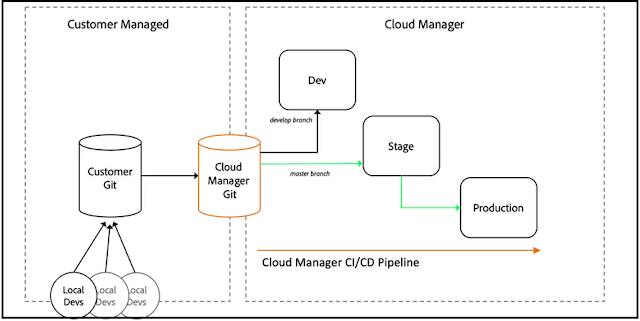 Customer Managed
Cloud Manager
Dev
develop branch
Stage
Customer
Git
Cloud
Manager
Git
master branch
Production
Cloud Manager CI/CD Pipeline
Local
Devs
Local
Devs
Local
Devs